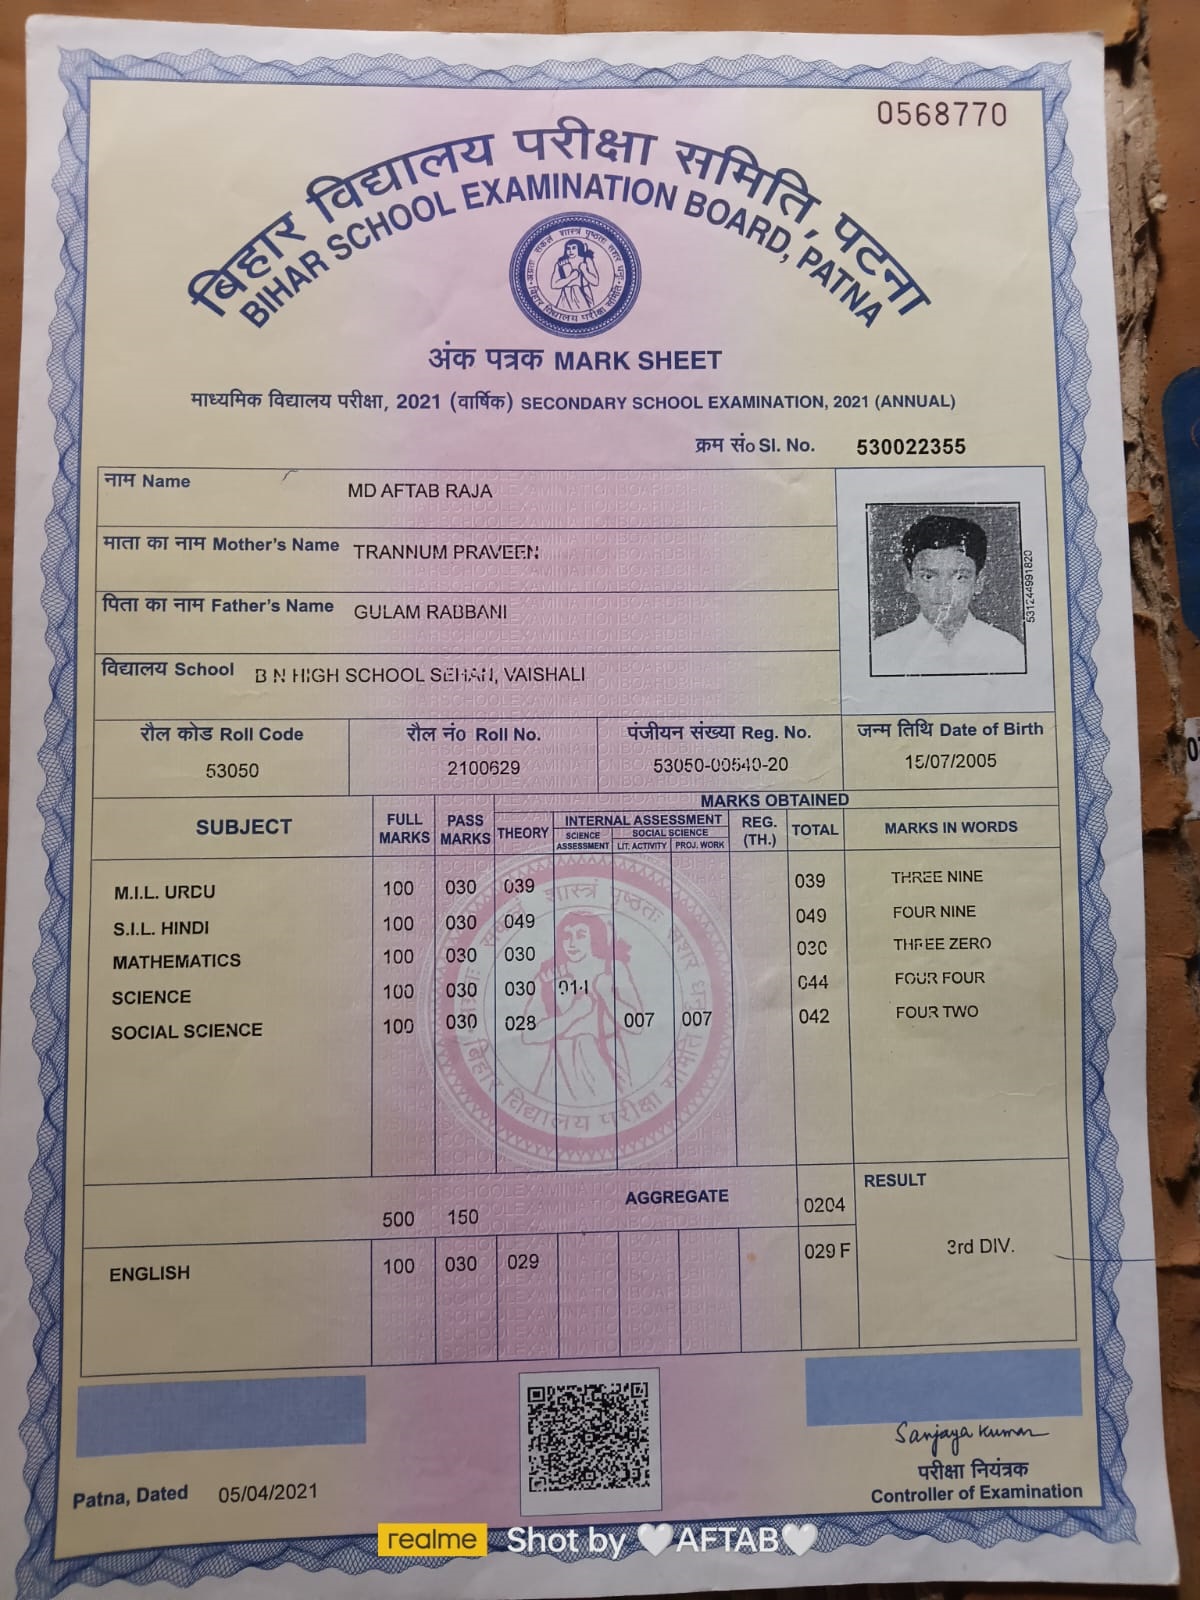 0568770
बिहार विद्यालय परीक्षा समिति, पटना
BIHAR SCHOOL EXAMINATION BOARD, PATNA
अंक पत्रक MARK SHEET
माध्यमिक विद्यालय परीक्षा, 2021 (वार्षिक) SECONDARY SCHOOL EXAMINATION, 2021 (ANNUAL)
क्रम सं० Sl. No. 530022355
नाम Name MD AFTAB RAJA
माता का नाम Mother's Name TRANNUM PRAVEEN
पिता का नाम Father's Name GULAM RABBANI
विद्यालय School B N HIGH SCHOOL SEHAN, VAISHALI
531244991820
रौल कोड Roll Code रौल नं० Roll No. पंजीयन संख्या Reg. No. जन्म तिथि Date of Birth
53050 2100629 53050-00540-20 15/07/2005
SUBJECT FULL MARKS PASS MARKS MARKS OBTAINED
THEORY INTERNAL ASSESSMENT REG. (TH.) TOTAL MARKS IN WORDS
SCIENCE ASSESSMENT SOCIAL SCIENCE
LIT. ACTIVITY PROJ. WORK
M.I.L. URDU 100 030 039 039 THREE NINE
S.I.L. HINDI 100 030 049 049 FOUR NINE
MATHEMATICS 100 030 030 030 THREE ZERO
SCIENCE 100 030 030 014 044 FOUR FOUR
SOCIAL SCIENCE 100 030 028 007 007 042 FOUR TWO
500 150 AGGREGATE 0204
RESULT
3rd DIV.
ENGLISH 100 030 029 029 F
Sanjaya Kumar
परीक्षा नियंत्रक
Controller of Examination
Patna, Dated 05/04/2021
realme Shot by 🤍AFTAB🤍